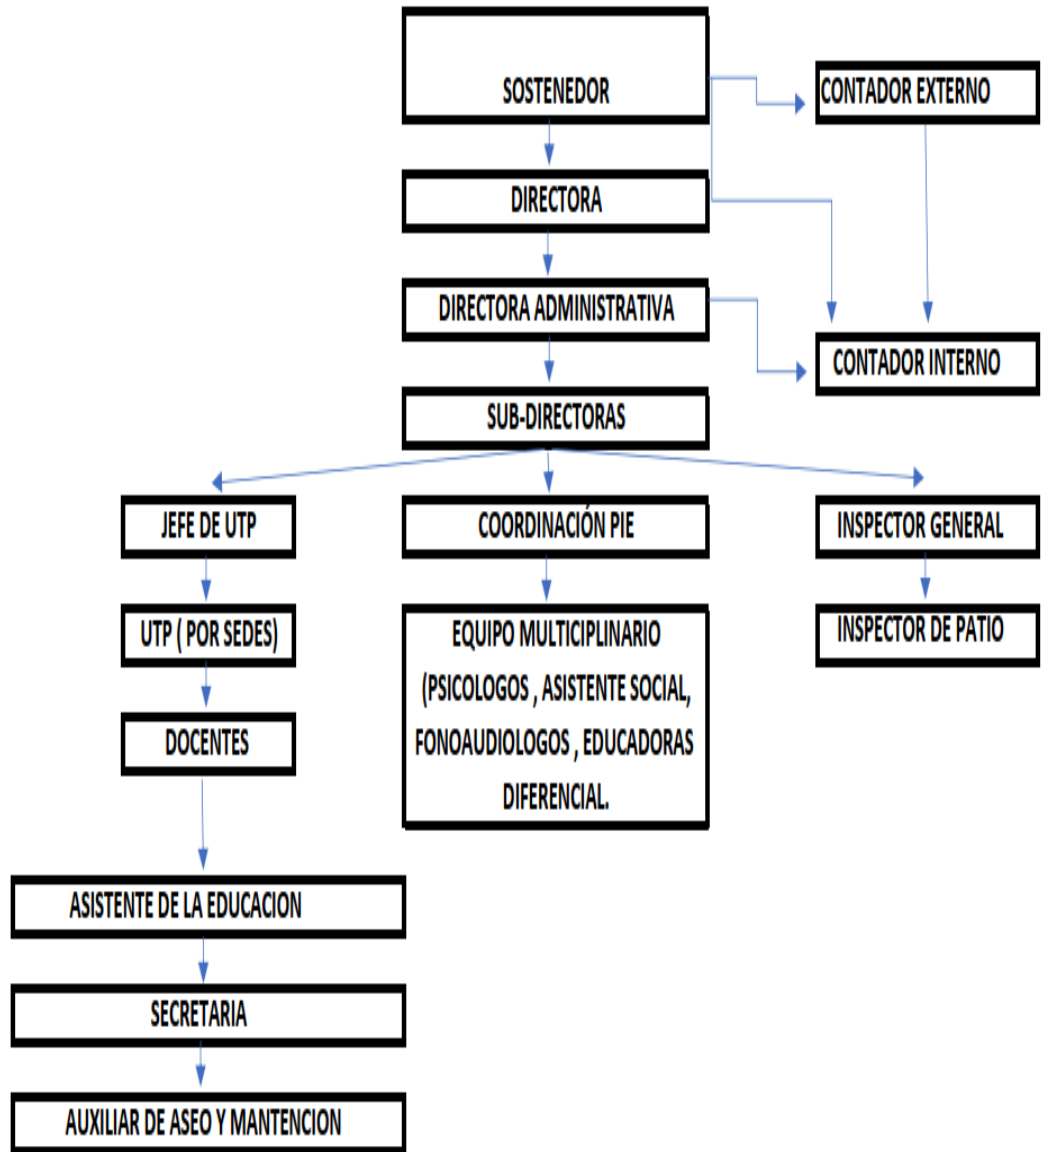 SOSTENEDOR
CONTADOR EXTERNO
DIRECTORA
DIRECTORA ADMINISTRATIVA
CONTADOR INTERNO
SUB-DIRECTORAS
JEFE DE UTP
COORDINACIÓN PIE
INSPECTOR GENERAL
UTP ( POR SEDES)
EQUIPO MULTICIPLINARIO
(PSICOLOGOS , ASISTENTE SOCIAL,
FONOAUDIOLOGOS , EDUCADORAS
DIFERENCIAL.
INSPECTOR DE PATIO
DOCENTES
ASISTENTE DE LA EDUCACION
SECRETARIA
AUXILIAR DE ASEO Y MANTENCION